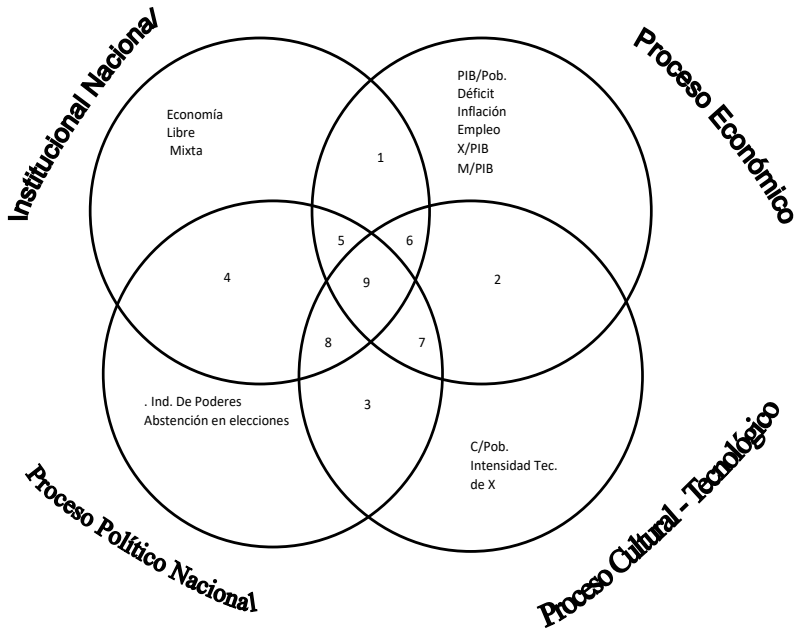 Institucional Nacional
Proceso Económico
Economía
Libre
Mixta
PIB/Pob.
Déficit
Inflación
Empleo
X/PIB
M/PIB
1
5
6
4
9
2
8
7
3
. Ind. De Poderes
Abstención en elecciones
C/Pob.
Intensidad Tec.
de X
Proceso Político Nacional
Proceso Cultural - Tecnológico